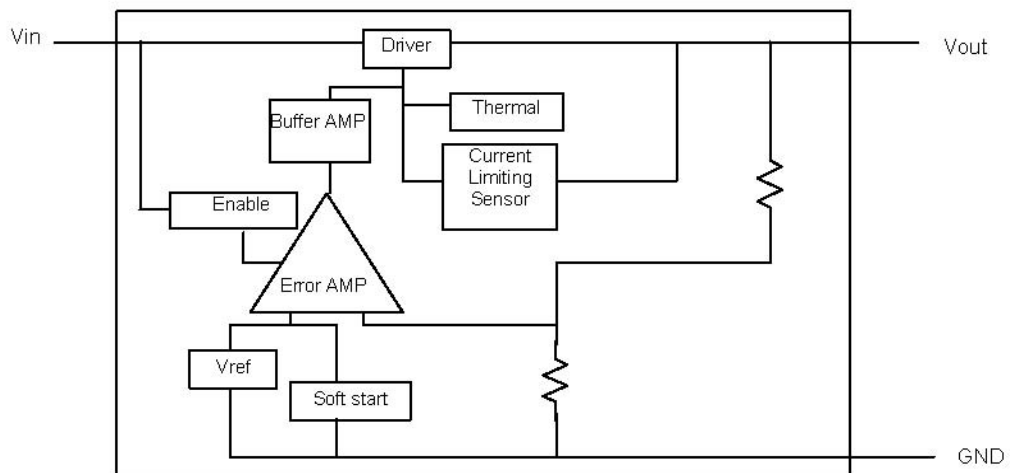 Vin
Driver
Vout
Buffer AMP
Thermal
Current
Limiting
Sensor
Enable
Error AMP
Vref
Soft start
GND